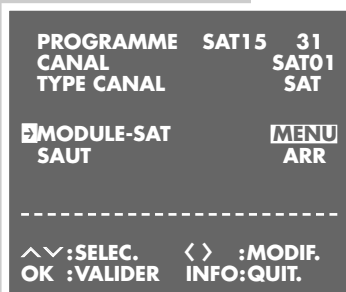 PROGRAMME SAT15 31
CANAL SAT01
TYPE CANAL SAT
MODULE-SAT MENU
SAUT ARR
:SELEC. :MODIF.
OK :VALIDER INFO:QUIT.